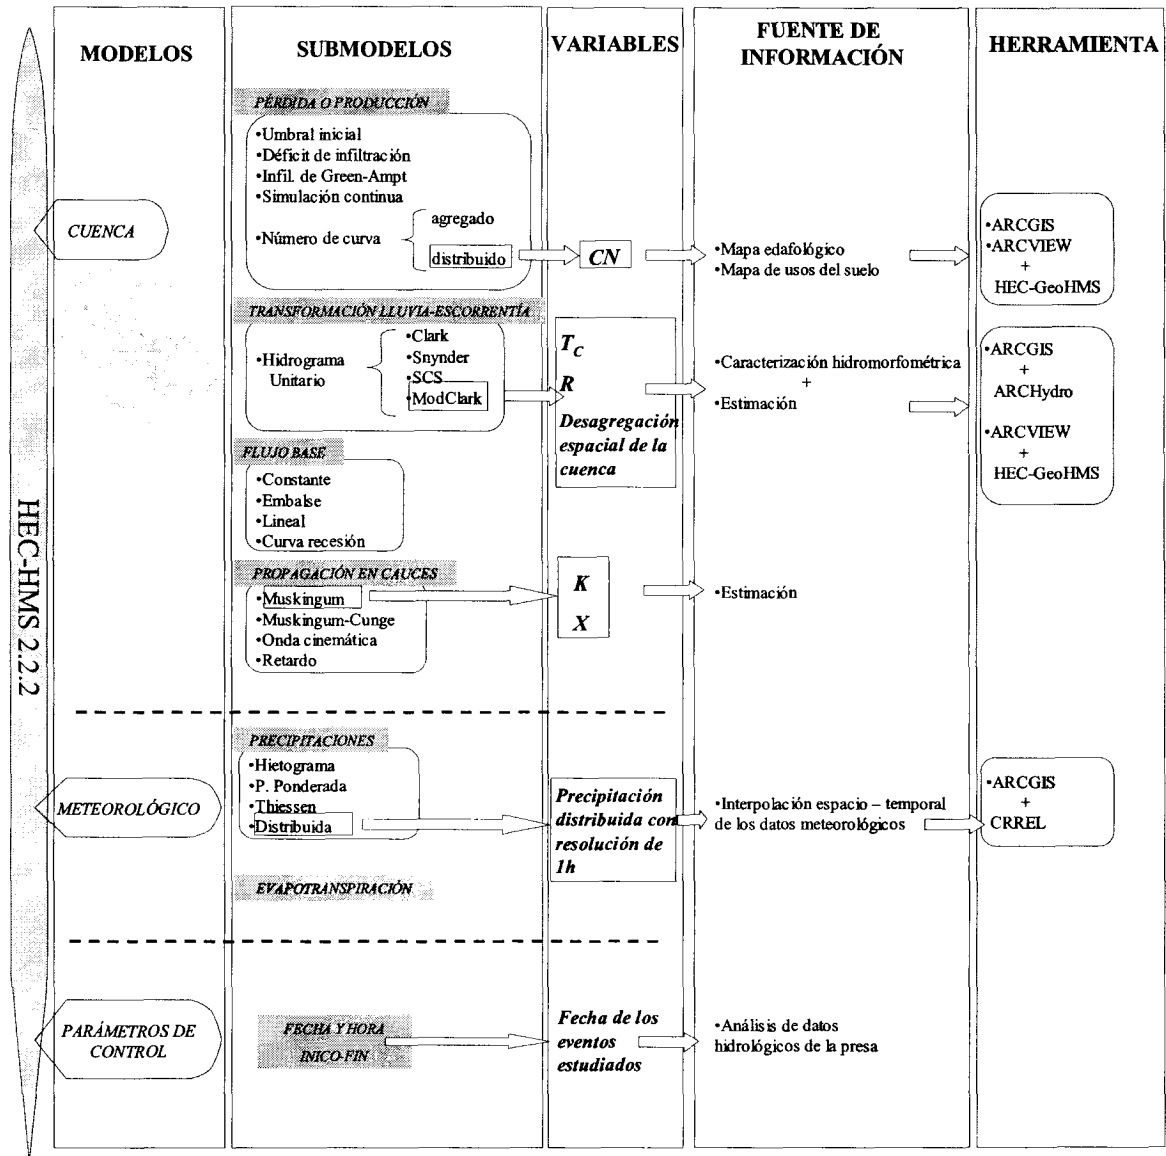 MODELOS
SUBMODELOS
VARIABLES
FUENTE DE
INFORMACIÓN
HERRAMIENTA
HEC-HMS 2.2.2
CUENCA
PÉRDIDA O PRODUCCIÓN
•Umbral inicial
•Déficit de infiltración
•Infil. de Green-Ampt
•Simulación continua
•Número de curva
agregado
distribuido
CN
•Mapa edafológico
•Mapa de usos del suelo
•ARCGIS
•ARCVIEW
+
HEC-GeoHMS
TRANSFORMACIÓN LLUVIA-ESCORRENTÍA
•Hidrograma
Unitario
•Clark
•Snynder
•SCS
•ModClark
TC
R
Desagregación
espacial de la
cuenca
•Caracterización hidromorfométrica
+
•Estimación
•ARCGIS
+
ARCHydro
•ARCVIEW
+
HEC-GeoHMS
FLUJO BASE
•Constante
•Embalse
•Lineal
•Curva recesión
PROPAGACIÓN EN CAUCES
•Muskingum
•Muskingum-Cunge
•Onda cinemática
•Retardo
K
X
•Estimación
METEOROLÓGICO
PRECIPITACIONES
•Hietograma
•P. Ponderada
•Thiessen
•Distribuida
Precipitación
distribuida con
resolución de
1h
•Interpolación espacio – temporal
de los datos meteorológicos
•ARCGIS
+
CRREL
EVAPOTRANSPIRACIÓN
PARÁMETROS DE
CONTROL
FECHA Y HORA
INICO-FIN
Fecha de los
eventos
estudiados
•Análisis de datos
hidrológicos de la presa